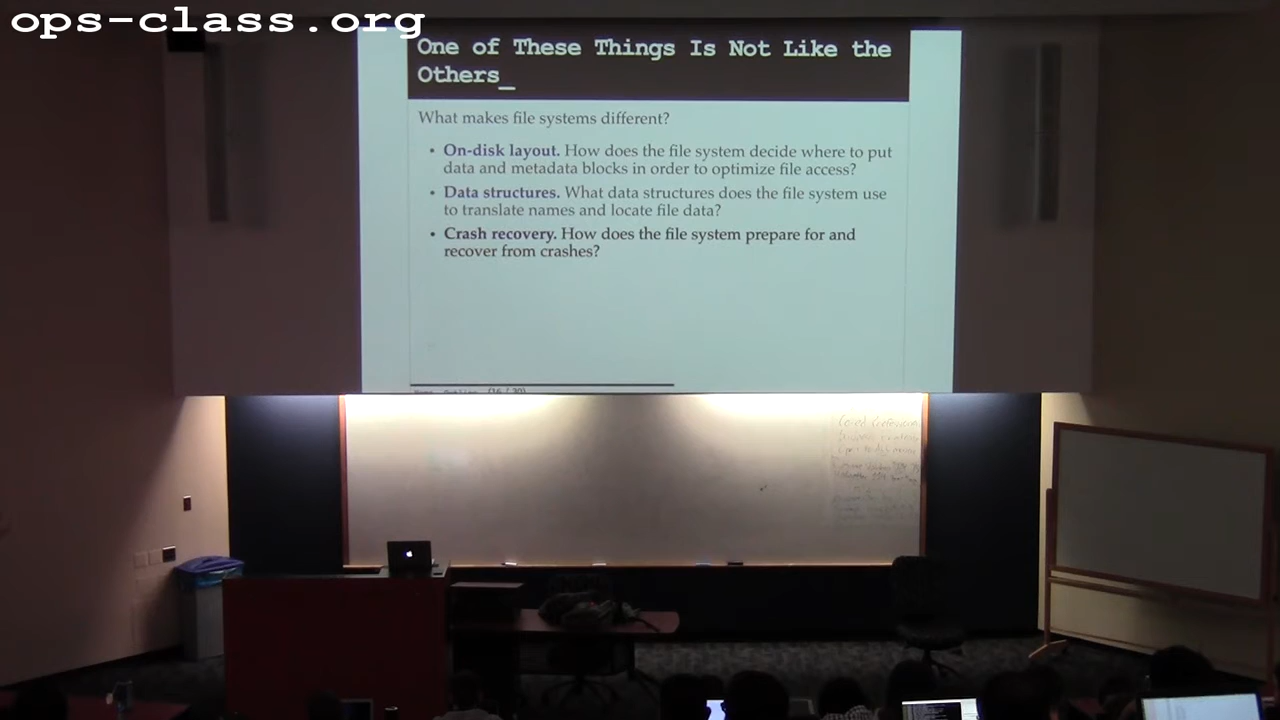 ops-class.org
One of These Things Is Not Like the
Others_
What makes file systems different?
• On-disk layout. How does the file system decide where to put
data and metadata blocks in order to optimize file access?
• Data structures. What data structures does the file system use
to translate names and locate file data?
• Crash recovery. How does the file system prepare for and
recover from crashes?